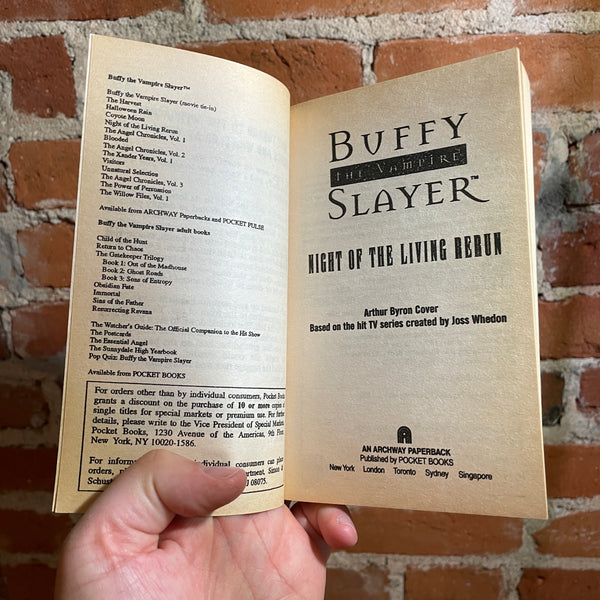 Buffy the Vampire Slayer™
Buffy the Vampire Slayer (movie tie-in)
The Harvest
Halloween Rain
Coyote Moon
Night of the Living Rerun
The Angel Chronicles, Vol. 1
Blooded
The Angel Chronicles, Vol. 2
The Xander Years, Vol. 1
Visitors
Unnatural Selection
The Angel Chronicles, Vol. 3
The Power of Persuasion
The Willow Files, Vol. 1
Available from ARCHWAY Paperbacks and POCKET PULSE
Buffy the Vampire Slayer adult books
Child of the Hunt
Return to Chaos
The Gatekeeper Trilogy
Book 1: Out of the Madhouse
Book 2: Ghost Roads
Book 3: Sons of Entropy
Obsidian Fate
Immortal
Sins of the Father
Resurrecting Ravana
The Watcher's Guide: The Official Companion to the Hit Show
The Postcards
The Essential Angel
The Sunnydale High Yearbook
Pop Quiz: Buffy the Vampire Slayer
Available from POCKET BOOKS
For orders other than by individual consumers, Pocket
grants a discount on the purchase of 10 or more copies
single titles for special markets or premium use. For further
details, please write to the Vice President of Special
Pocket Books, 1230 Avenue of the Americas, 9th
New York, NY 10020-1586.
For individual consumers can
orders,
08075.
BUFFY
THE VAMPIRE
SLAYER™
NIGHT OF THE LIVING RERUN
Arthur Byron Cover
Based on the hit TV series created by Joss Whedon
AN ARCHWAY PAPERBACK
Published by POCKET BOOKS
New York London Toronto Sydney Singapore